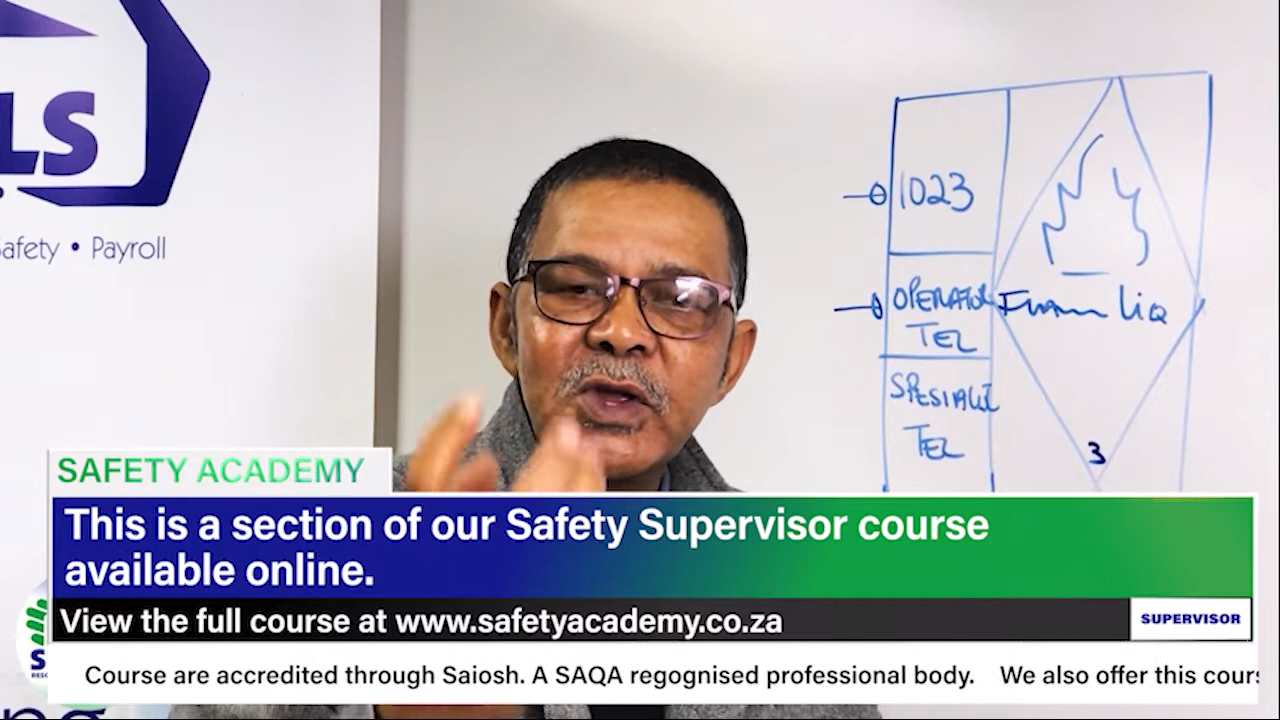 LS
afety • Payroll
1023
OPERATOR
TEL
Flam Liq
SPESIALIST
TEL
3
SAFETY ACADEMY
This is a section of our Safety Supervisor course
available online.
View the full course at www.safetyacademy.co.za
SUPERVISOR
Course are accredited through Saiosh. A SAQA regognised professional body. We also offer this cours